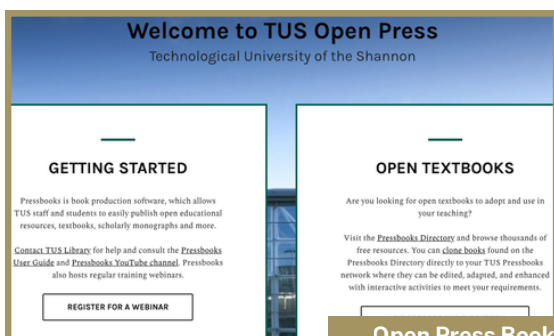 Welcome to TUS Open Press
Technological University of the Shannon
GETTING STARTED
Pressbooks is book production software, which allows
TUS staff and students to easily publish open educational
resources, textbooks, scholarly monographs and more.
Contact TUS Library for help and consult the Pressbooks
User Guide and Pressbooks YouTube channel. Pressbooks
also hosts regular training webinars.
REGISTER FOR A WEBINAR
OPEN TEXTBOOKS
Are you looking for open textbooks to adopt and use in
your teaching?
Visit the Pressbooks Directory and browse thousands of
free resources. You can clone books found on the
Pressbooks Directory directly to your TUS Pressbooks
network where they can be edited, adapted, and enhanced
with interactive activities to meet your requirements.
Open Press Book